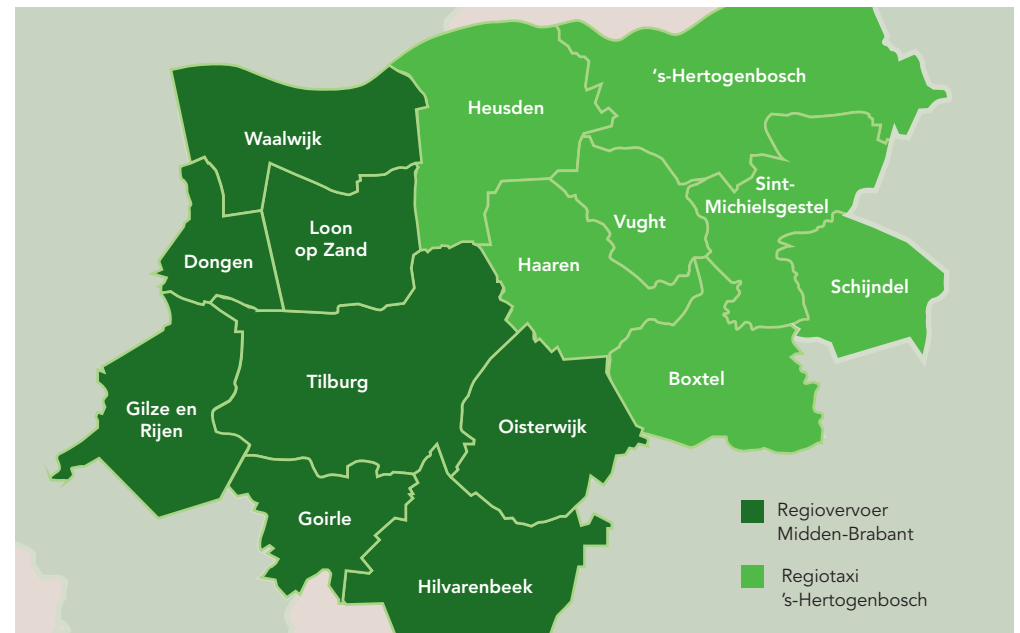 ‘s-Hertogenbosch
Heusden
Waalwijk
Sint-
Michielsgestel
Vught
Loon
op Zand
Dongen
Haaren
Schijndel
Tilburg
Boxtel
Gilze en
Rijen
Oisterwijk
Goirle
Hilvarenbeek
Regiovervoer
Midden-Brabant
Regiotaxi
’s-Hertogenbosch